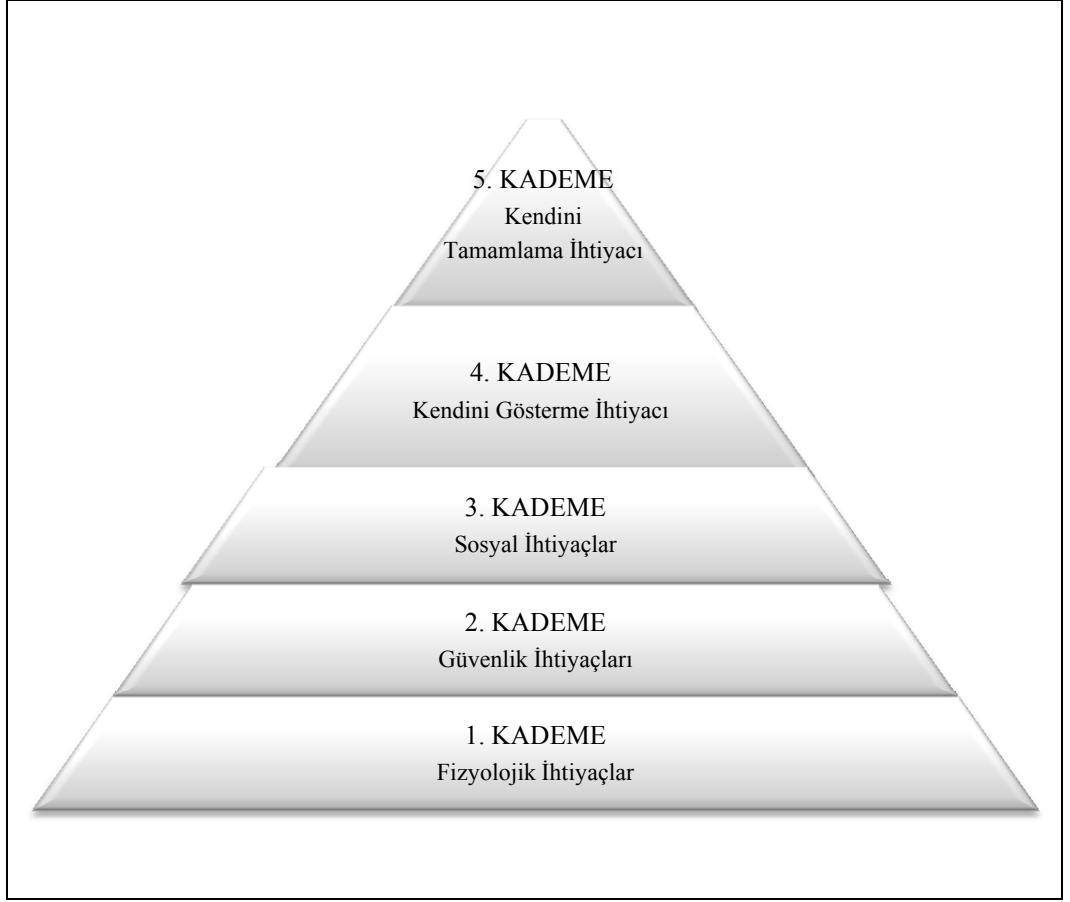 5. KADEME
Kendini
Tamamlama İhtiyacı
4. KADEME
Kendini Gösterme İhtiyacı
3. KADEME
Sosyal İhtiyaçlar
2. KADEME
Güvenlik İhtiyaçları
1. KADEME
Fizyolojik İhtiyaçlar